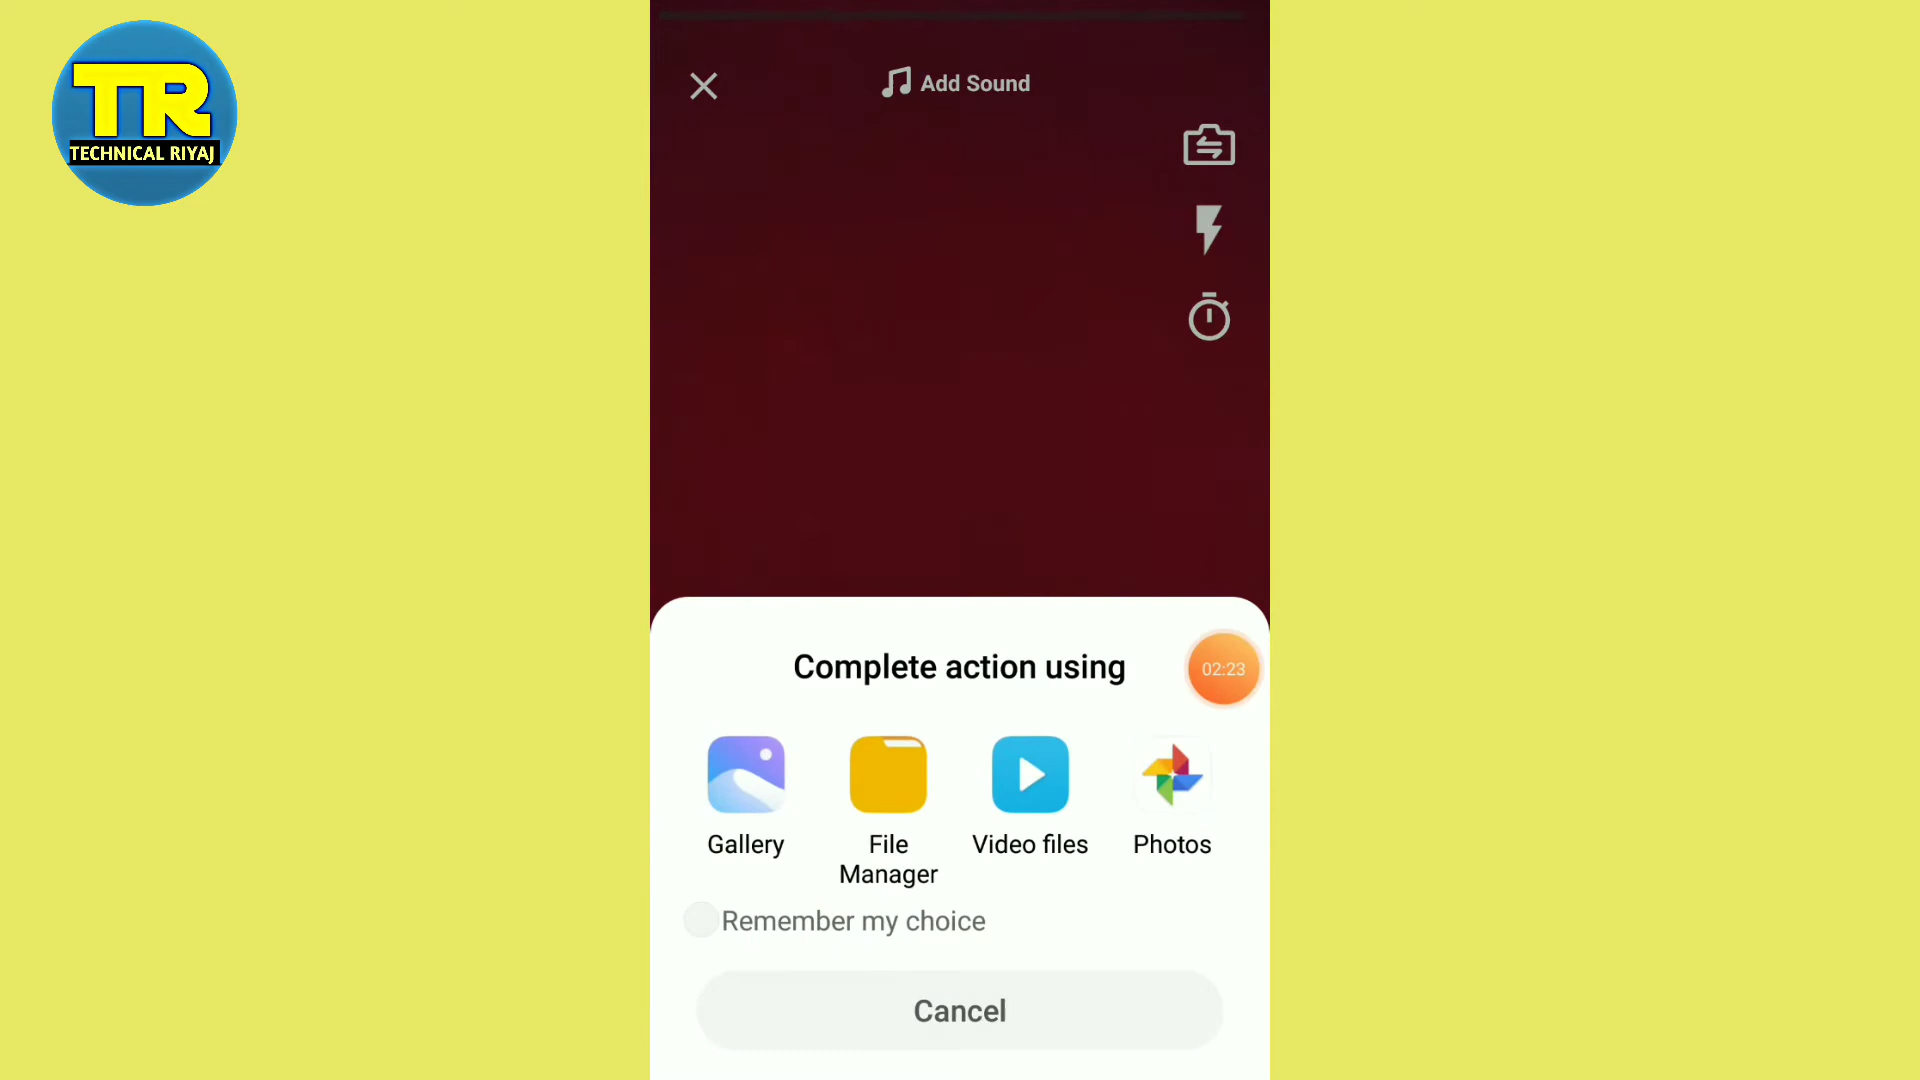 TR
TECHNICAL RIYAJ
Add Sound
Complete action using
02:23
Gallery
File
Manager
Video files
Photos
Remember my choice
Cancel